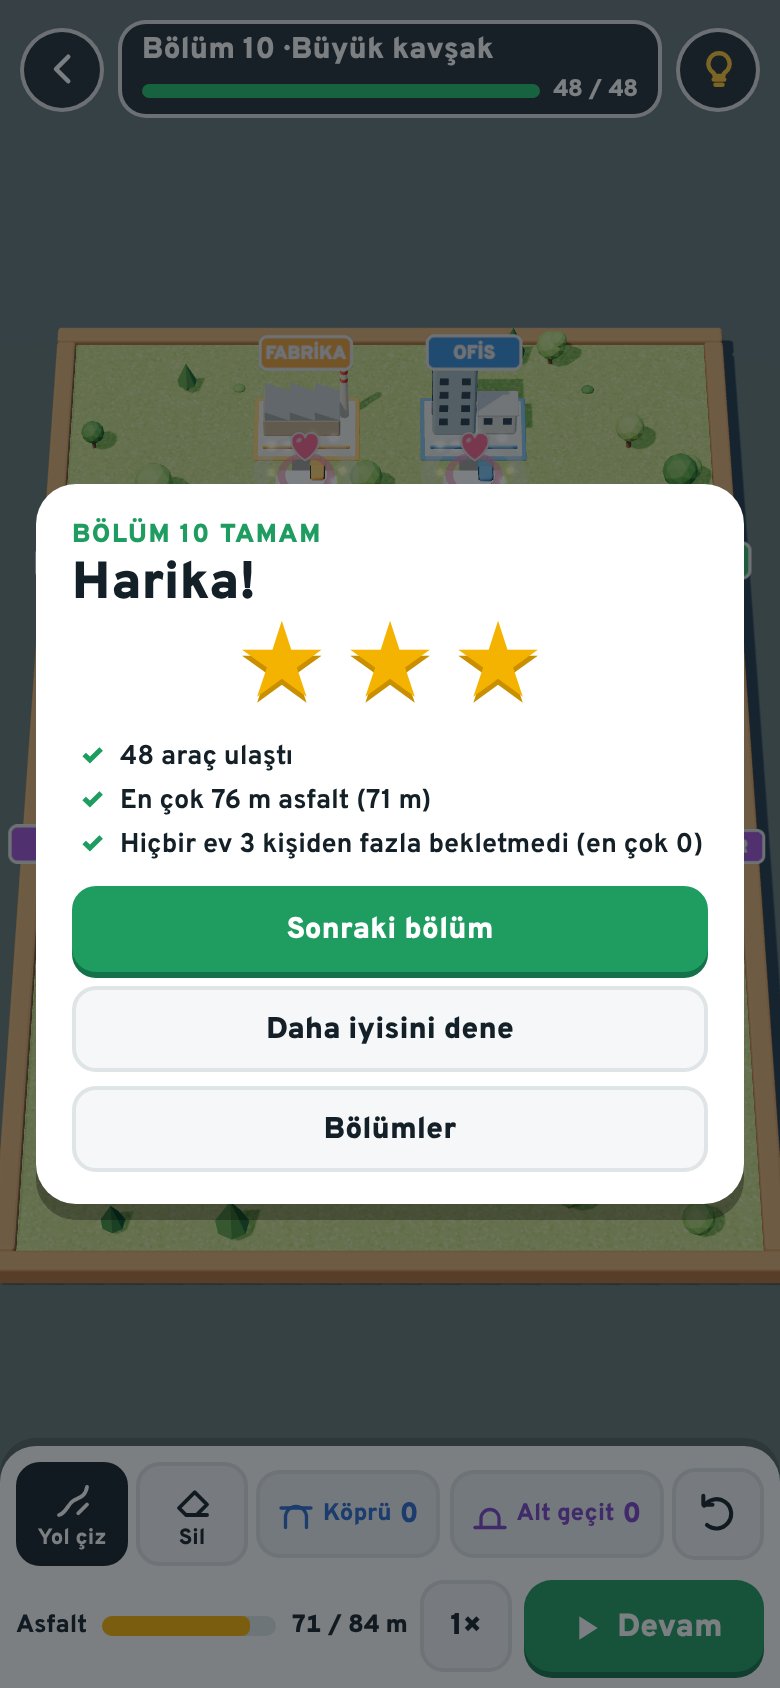 Bölüm 10 ·Büyük kavşak
48 / 48
FABRİKA
OFİS
BÖLÜM 10 TAMAM
Harika!
48 araç ulaştı
En çok 76 m asfalt (71 m)
Hiçbir ev 3 kişiden fazla bekletmedi (en çok 0)
Sonraki bölüm
Daha iyisini dene
Bölümler
Yol çiz
Sil
Köprü 0
Alt geçit 0
Asfalt
71 / 84 m
1×
Devam